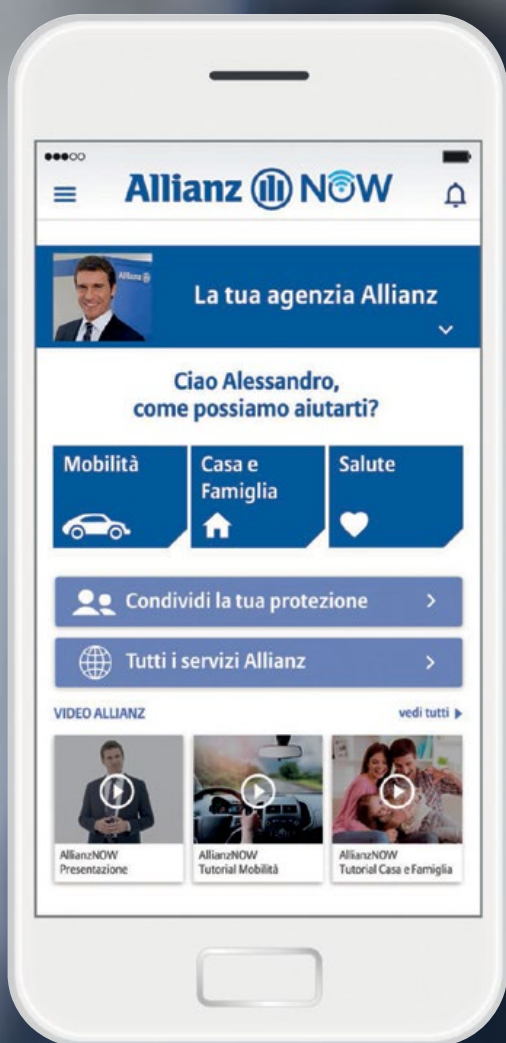 Allianz NOW
Allianz
La tua agenzia Allianz
Ciao Alessandro,
come possiamo aiutarti?
Mobilità
Casa e
Famiglia
Salute
Condividi la tua protezione
Tutti i servizi Allianz
VIDEO ALLIANZ
vedi tutti
AllianzNOW
Presentazione
AllianzNOW
Tutorial Mobilità
AllianzNOW
Tutorial Casa e Famiglia